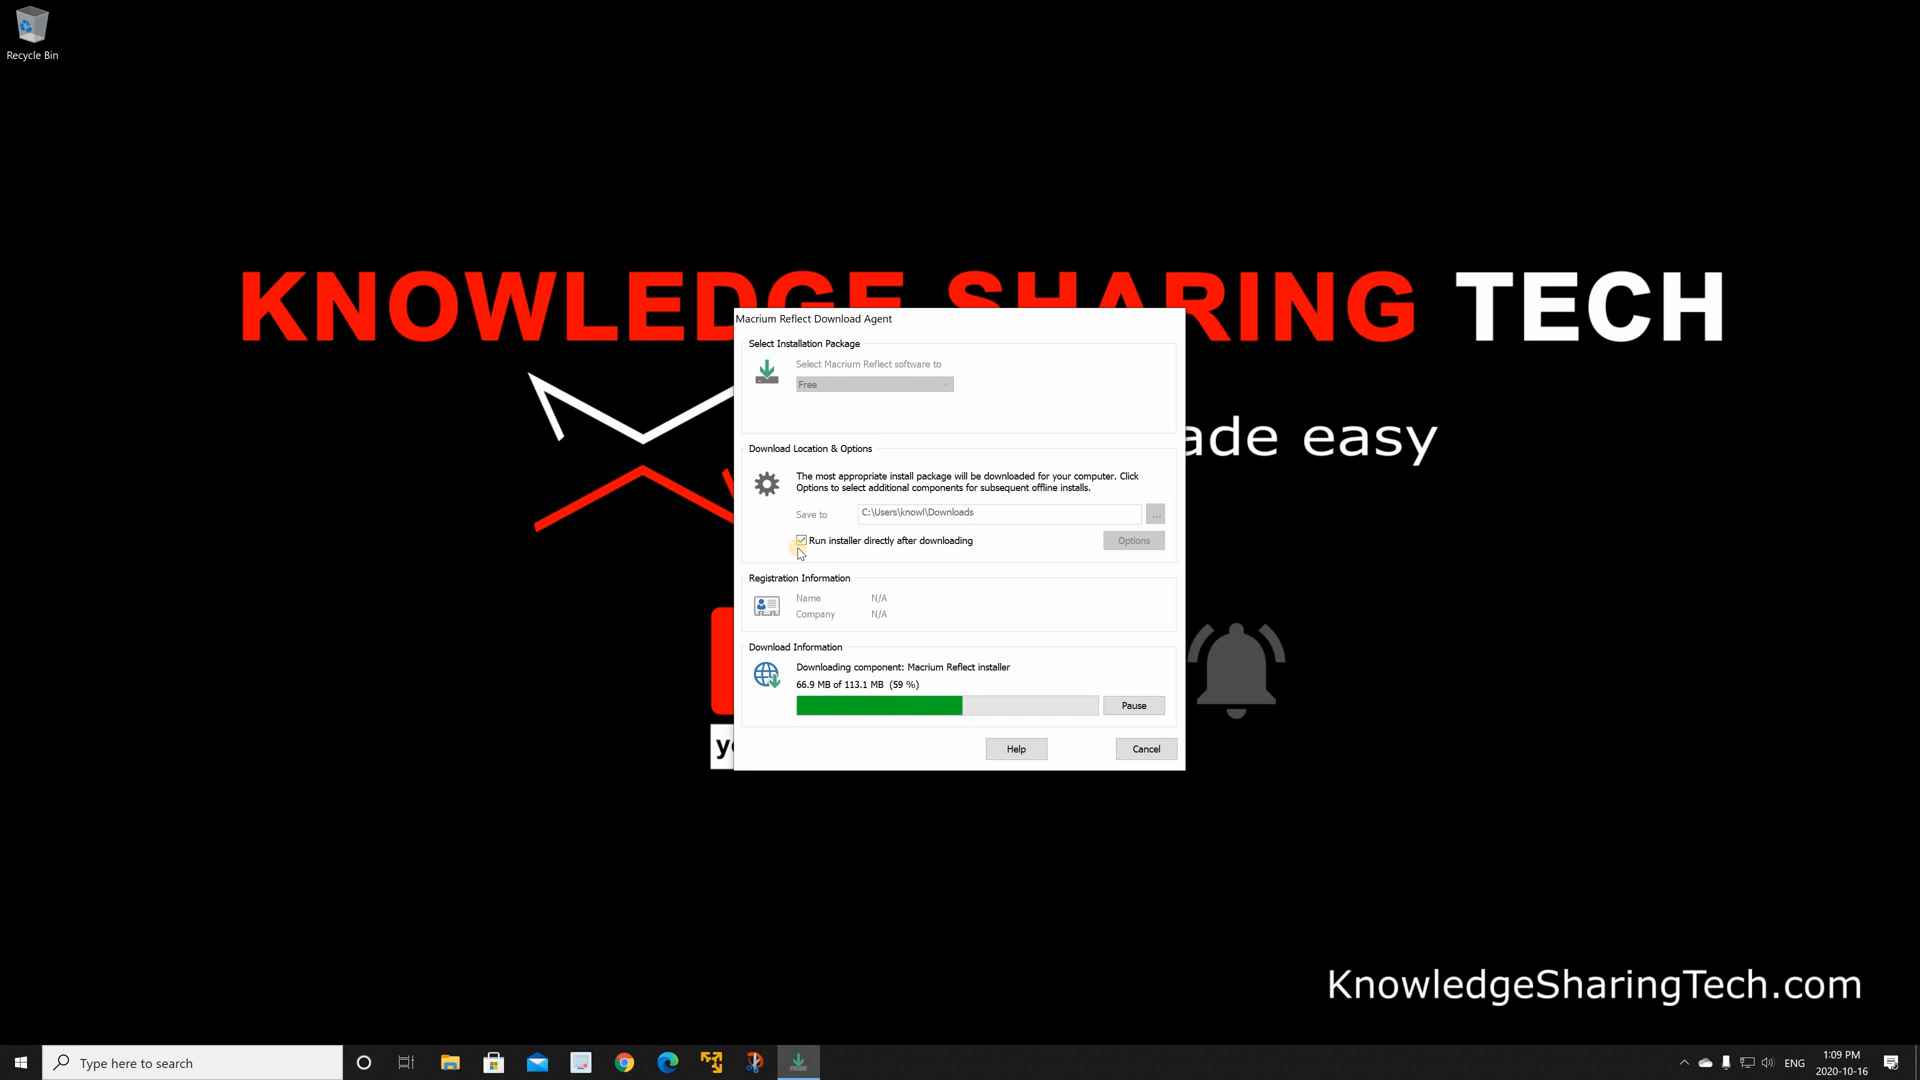 Recycle Bin
KNOWLEDGE SHARING TECH
Macrium Reflect Download Agent
Select Installation Package
Select Macrium Reflect software to
Free
Download Location & Options
ade easy
The most appropriate install package will be downloaded for your computer. Click
Options to select additional components for subsequent offline installs.
Save to
C:\Users\knowl\Downloads
...
Run installer directly after downloading
Options
Registration Information
Name N/A
Company N/A
Download Information
Downloading component: Macrium Reflect installer
66.9 MB of 113.1 MB (59 %)
Pause
Help
Cancel
KnowledgeSharingTech.com
Type here to search
ENG
1:09 PM
2020-10-16